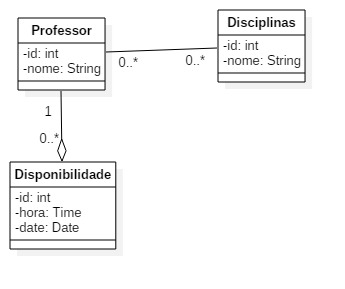 Professor
-id: int
-nome: String
Disciplinas
-id: int
-nome: String
0..*
0..*
1
0..*
Disponibilidade
-id: int
-hora: Time
-date: Date